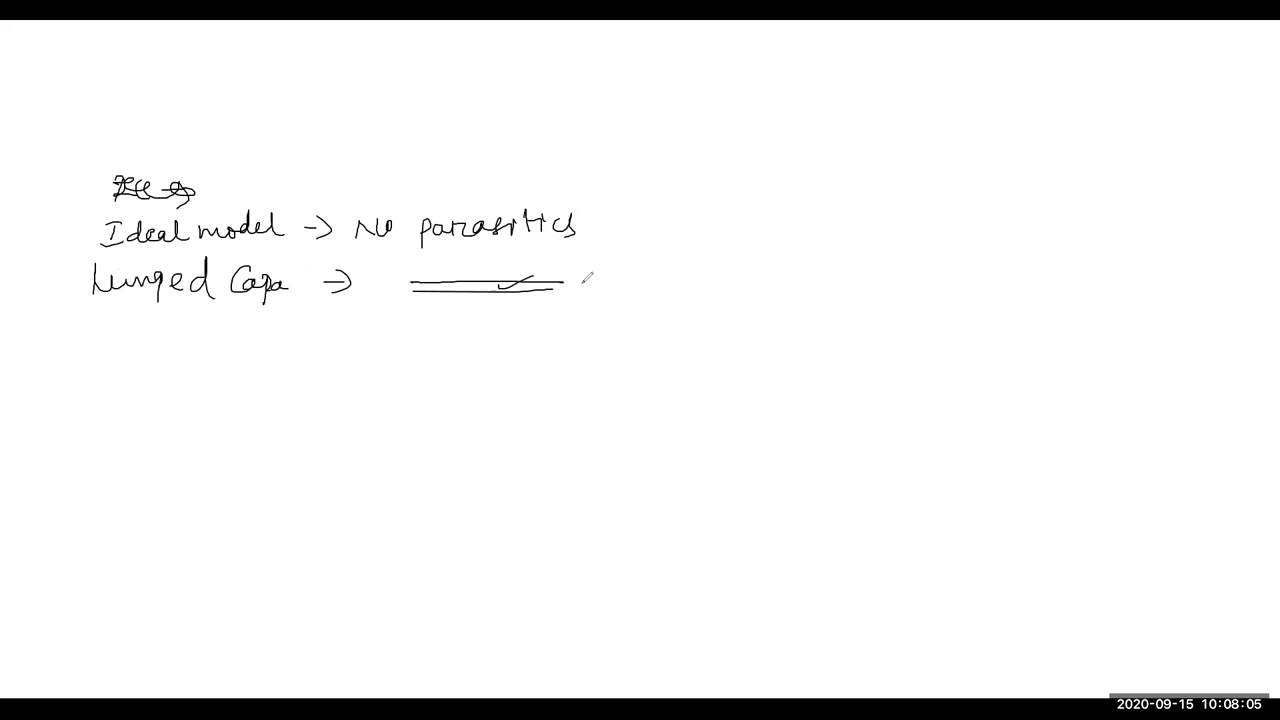 Ideal model → No parasitics
Lumped Capa →
2020-09-15 10:08:05